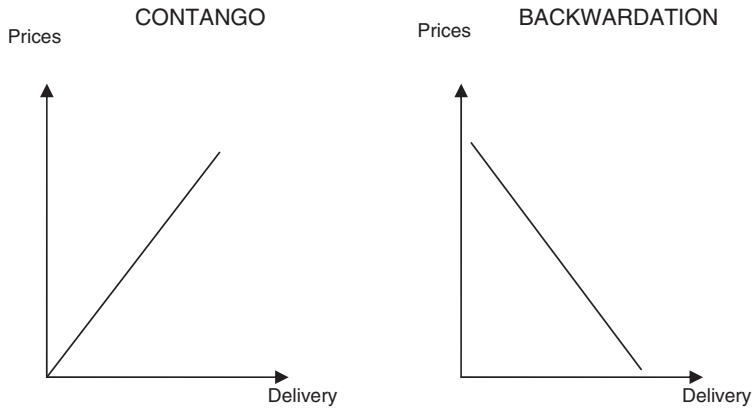 CONTANGO
Prices
Delivery
BACKWARDATION
Prices
Delivery